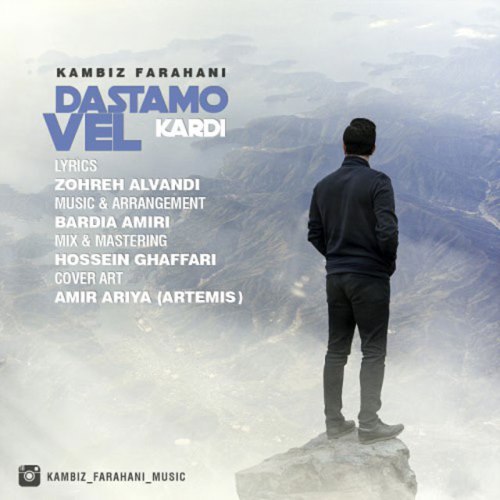 KAMBIZ FARAHANI
DASTAMO
VEL KARDI
LYRICS
ZOHREH ALVANDI
MUSIC & ARRANGEMENT
BARDIA AMIRI
MIX & MASTERING
HOSSEIN GHAFFARI
COVER ART
AMIR ARIYA (ARTEMIS)
KAMBIZ_FARAHANI_MUSIC